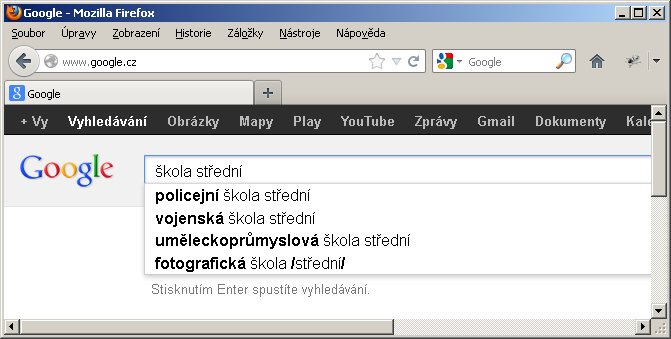 Google - Mozilla Firefox
Soubor Úpravy Zobrazení Historie Záložky Nástroje Nápověda
www.google.cz Google
Google
+ Vy Vyhledávání Obrázky Mapy Play YouTube Zprávy Gmail Dokumenty Kale
Google škola střední
policejní škola střední
vojenská škola střední
uměleckoprůmyslová škola střední
fotografická škola /střední/
Stisknutím Enter spustíte vyhledávání.